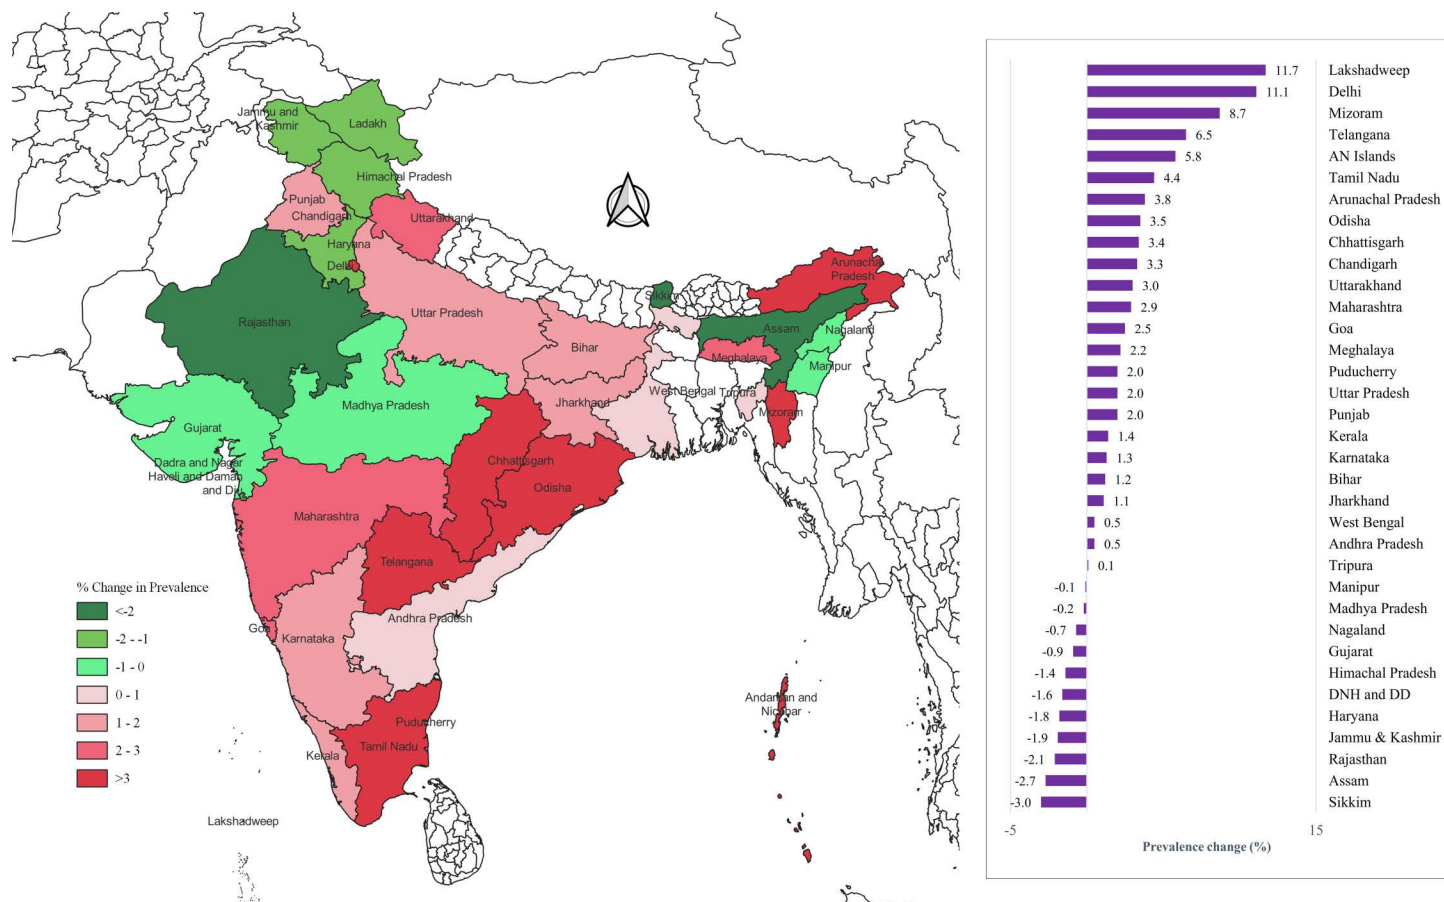 Jammu and
Kashmir
Ladakh
Himachal Pradesh
Punjab
Chandigarh
Uttarakhand
Haryana
Delhi
Rajasthan
Uttar Pradesh
Bihar
Sikkim
Arunachal
Pradesh
Assam
Nagaland
Meghalaya
Manipur
West Bengal
Tripura
Mizoram
Jharkhand
Madhya Pradesh
Gujarat
Dadra and Nagar
Haveli and Daman
and Diu
Chhattisgarh
Odisha
Maharashtra
Telangana
Goa
Karnataka
Andhra Pradesh
Puducherry
Tamil Nadu
Kerala
Lakshadweep
Andaman and
Nicobar
% Change in Prevalence
<-2
-2 - -1
-1 - 0
0 - 1
1 - 2
2 - 3
>3
11.7 Lakshadweep
11.1 Delhi
8.7 Mizoram
6.5 Telangana
5.8 AN Islands
4.4 Tamil Nadu
3.8 Arunachal Pradesh
3.5 Odisha
3.4 Chhattisgarh
3.3 Chandigarh
3.0 Uttarakhand
2.9 Maharashtra
2.5 Goa
2.2 Meghalaya
2.0 Puducherry
2.0 Uttar Pradesh
2.0 Punjab
1.4 Kerala
1.3 Karnataka
1.2 Bihar
1.1 Jharkhand
0.5 West Bengal
0.5 Andhra Pradesh
0.1 Tripura
-0.1 Manipur
-0.2 Madhya Pradesh
-0.7 Nagaland
-0.9 Gujarat
-1.4 Himachal Pradesh
-1.6 DNH and DD
-1.8 Haryana
-1.9 Jammu & Kashmir
-2.1 Rajasthan
-2.7 Assam
-3.0 Sikkim
-5 15
Prevalence change (%)